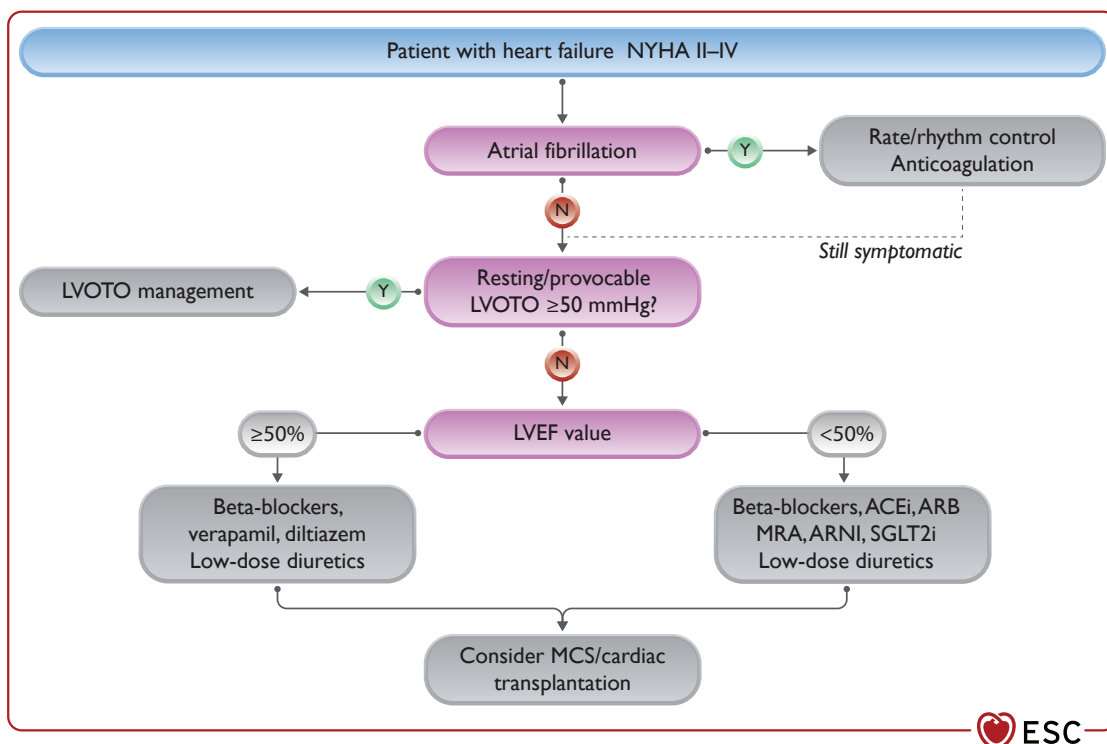 Patient with heart failure NYHA II–IV
Atrial fibrillation
Y
Rate/rhythm control
Anticoagulation
N
Still symptomatic
LVOTO management
Y
Resting/provocable
LVOTO ≥50 mmHg?
N
≥50%
LVEF value
<50%
Beta-blockers,
verapamil, diltiazem
Low-dose diuretics
Beta-blockers, ACEi, ARB
MRA, ARNI, SGLT2i
Low-dose diuretics
Consider MCS/cardiac
transplantation
ESC